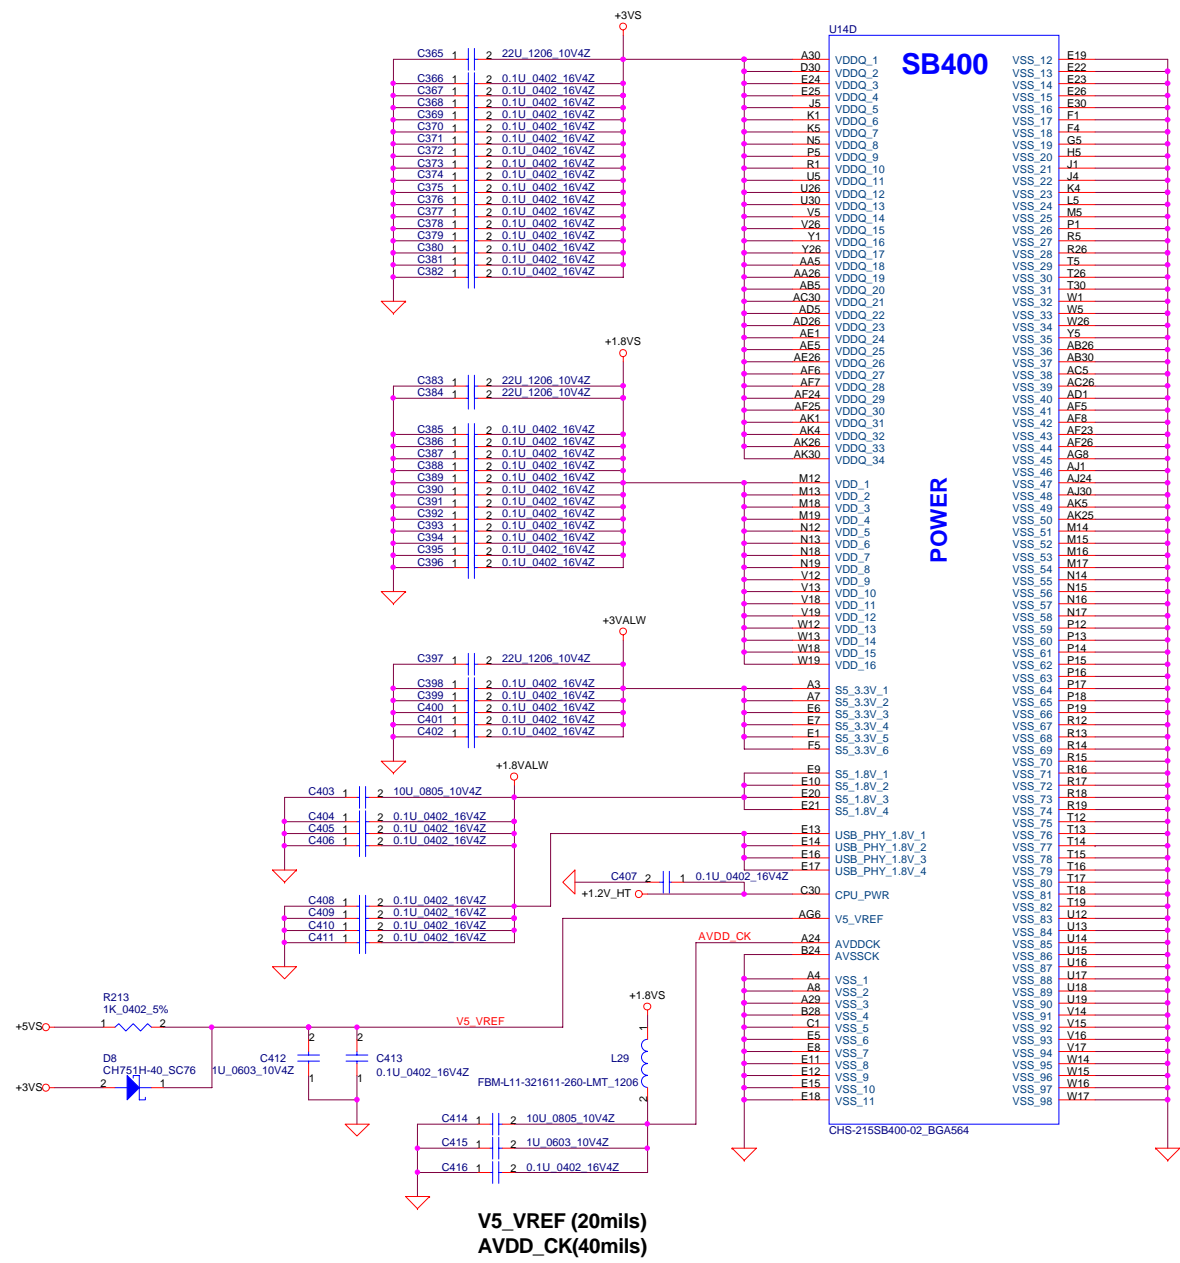 +3VS
C365 1 2 22U_1206_10V4Z
C366 1 2 0.1U_0402_16V4Z
C367 1 2 0.1U_0402_16V4Z
C368 1 2 0.1U_0402_16V4Z
C369 1 2 0.1U_0402_16V4Z
C370 1 2 0.1U_0402_16V4Z
C371 1 2 0.1U_0402_16V4Z
C372 1 2 0.1U_0402_16V4Z
C373 1 2 0.1U_0402_16V4Z
C374 1 2 0.1U_0402_16V4Z
C375 1 2 0.1U_0402_16V4Z
C376 1 2 0.1U_0402_16V4Z
C377 1 2 0.1U_0402_16V4Z
C378 1 2 0.1U_0402_16V4Z
C379 1 2 0.1U_0402_16V4Z
C380 1 2 0.1U_0402_16V4Z
C381 1 2 0.1U_0402_16V4Z
C382 1 2 0.1U_0402_16V4Z
+1.8VS
C383 1 2 22U_1206_10V4Z
C384 1 2 22U_1206_10V4Z
C385 1 2 0.1U_0402_16V4Z
C386 1 2 0.1U_0402_16V4Z
C387 1 2 0.1U_0402_16V4Z
C388 1 2 0.1U_0402_16V4Z
C389 1 2 0.1U_0402_16V4Z
C390 1 2 0.1U_0402_16V4Z
C391 1 2 0.1U_0402_16V4Z
C392 1 2 0.1U_0402_16V4Z
C393 1 2 0.1U_0402_16V4Z
C394 1 2 0.1U_0402_16V4Z
C395 1 2 0.1U_0402_16V4Z
C396 1 2 0.1U_0402_16V4Z
+3VALW
C397 1 2 22U_1206_10V4Z
C398 1 2 0.1U_0402_16V4Z
C399 1 2 0.1U_0402_16V4Z
C400 1 2 0.1U_0402_16V4Z
C401 1 2 0.1U_0402_16V4Z
C402 1 2 0.1U_0402_16V4Z
+1.8VALW
C403 1 2 10U_0805_10V4Z
C404 1 2 0.1U_0402_16V4Z
C405 1 2 0.1U_0402_16V4Z
C406 1 2 0.1U_0402_16V4Z
C407 2 1 0.1U_0402_16V4Z
+1.2V_HT
C408 1 2 0.1U_0402_16V4Z
C409 1 2 0.1U_0402_16V4Z
C410 1 2 0.1U_0402_16V4Z
C411 1 2 0.1U_0402_16V4Z
AVDD_CK
R213
1K_0402_5%
+5VS 1 2
V5_VREF
D8
CH751H-40_SC76
+3VS 2 1
2
C412
1U_0603_10V4Z
1
2
C413
0.1U_0402_16V4Z
1
+1.8VS
1
L29
FBM-L11-321611-260-LMT_1206
2
C414 1 2 10U_0805_10V4Z
C415 1 2 1U_0603_10V4Z
C416 1 2 0.1U_0402_16V4Z
U14D
SB400
POWER
A30 VDDQ_1
D30 VDDQ_2
E24 VDDQ_3
E25 VDDQ_4
J5 VDDQ_5
K1 VDDQ_6
K5 VDDQ_7
N5 VDDQ_8
P5 VDDQ_9
R1 VDDQ_10
U5 VDDQ_11
U26 VDDQ_12
U30 VDDQ_13
V5 VDDQ_14
V26 VDDQ_15
Y1 VDDQ_16
Y26 VDDQ_17
AA5 VDDQ_18
AA26 VDDQ_19
AB5 VDDQ_20
AC30 VDDQ_21
AD5 VDDQ_22
AD26 VDDQ_23
AE1 VDDQ_24
AE5 VDDQ_25
AE26 VDDQ_26
AF6 VDDQ_27
AF7 VDDQ_28
AF24 VDDQ_29
AF25 VDDQ_30
AK1 VDDQ_31
AK4 VDDQ_32
AK26 VDDQ_33
AK30 VDDQ_34
M12 VDD_1
M13 VDD_2
M18 VDD_3
M19 VDD_4
N12 VDD_5
N13 VDD_6
N18 VDD_7
N19 VDD_8
V12 VDD_9
V13 VDD_10
V18 VDD_11
V19 VDD_12
W12 VDD_13
W13 VDD_14
W18 VDD_15
W19 VDD_16
A3 S5_3.3V_1
A7 S5_3.3V_2
E6 S5_3.3V_3
E7 S5_3.3V_4
E1 S5_3.3V_5
F5 S5_3.3V_6
E9 S5_1.8V_1
E10 S5_1.8V_2
E20 S5_1.8V_3
E21 S5_1.8V_4
E13 USB_PHY_1.8V_1
E14 USB_PHY_1.8V_2
E16 USB_PHY_1.8V_3
E17 USB_PHY_1.8V_4
C30 CPU_PWR
AG6 V5_VREF
A24 AVDDCK
B24 AVSSCK
A4 VSS_1
A8 VSS_2
A29 VSS_3
B28 VSS_4
C1 VSS_5
E5 VSS_6
E8 VSS_7
E11 VSS_8
E12 VSS_9
E15 VSS_10
E18 VSS_11
VSS_12 E19
VSS_13 E22
VSS_14 E23
VSS_15 E26
VSS_16 E30
VSS_17 F1
VSS_18 F4
VSS_19 G5
VSS_20 H5
VSS_21 J1
VSS_22 J4
VSS_23 K4
VSS_24 L5
VSS_25 M5
VSS_26 P1
VSS_27 R5
VSS_28 R26
VSS_29 T5
VSS_30 T26
VSS_31 T30
VSS_32 W1
VSS_33 W5
VSS_34 W26
VSS_35 Y5
VSS_36 AB26
VSS_37 AB30
VSS_38 AC5
VSS_39 AC26
VSS_40 AD1
VSS_41 AF5
VSS_42 AF8
VSS_43 AF23
VSS_44 AF26
VSS_45 AG8
VSS_46 AJ1
VSS_47 AJ24
VSS_48 AJ30
VSS_49 AK5
VSS_50 AK25
VSS_51 M14
VSS_52 M15
VSS_53 M16
VSS_54 M17
VSS_55 N14
VSS_56 N15
VSS_57 N16
VSS_58 N17
VSS_59 P12
VSS_60 P13
VSS_61 P14
VSS_62 P15
VSS_63 P16
VSS_64 P17
VSS_65 P18
VSS_66 P19
VSS_67 R12
VSS_68 R13
VSS_69 R14
VSS_70 R15
VSS_71 R16
VSS_72 R17
VSS_73 R18
VSS_74 R19
VSS_75 T12
VSS_76 T13
VSS_77 T14
VSS_78 T15
VSS_79 T16
VSS_80 T17
VSS_81 T18
VSS_82 T19
VSS_83 U12
VSS_84 U13
VSS_85 U14
VSS_86 U15
VSS_87 U16
VSS_88 U17
VSS_89 U18
VSS_90 U19
VSS_91 V14
VSS_92 V15
VSS_93 V16
VSS_94 V17
VSS_95 W14
VSS_96 W15
VSS_97 W16
VSS_98 W17
CHS-215SB400-02_BGA564
V5_VREF (20mils)
AVDD_CK(40mils)